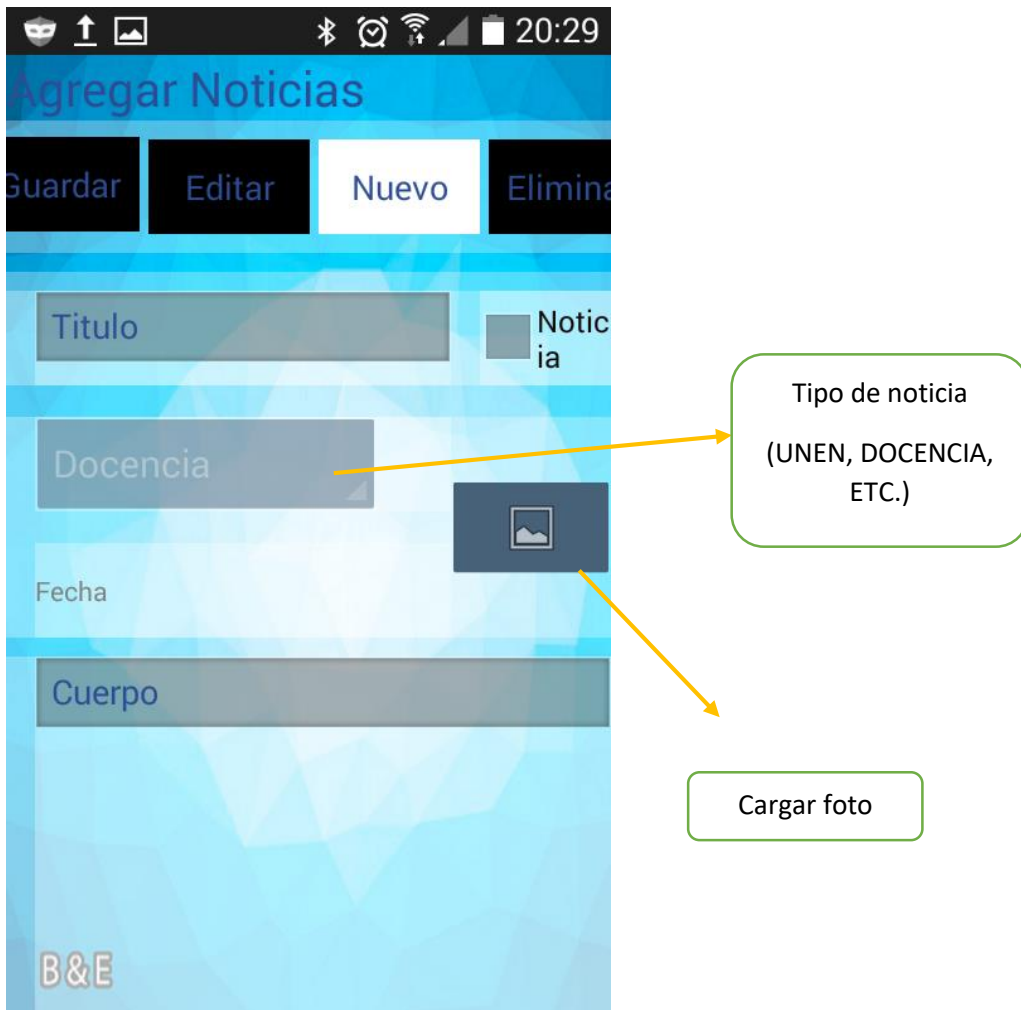 20:29
Agregar Noticias
Guardar Editar Nuevo Elimina
Titulo
Notic
ia
Docencia
Fecha
Cuerpo
B&E
Tipo de noticia
(UNEN, DOCENCIA,
ETC.)
Cargar foto